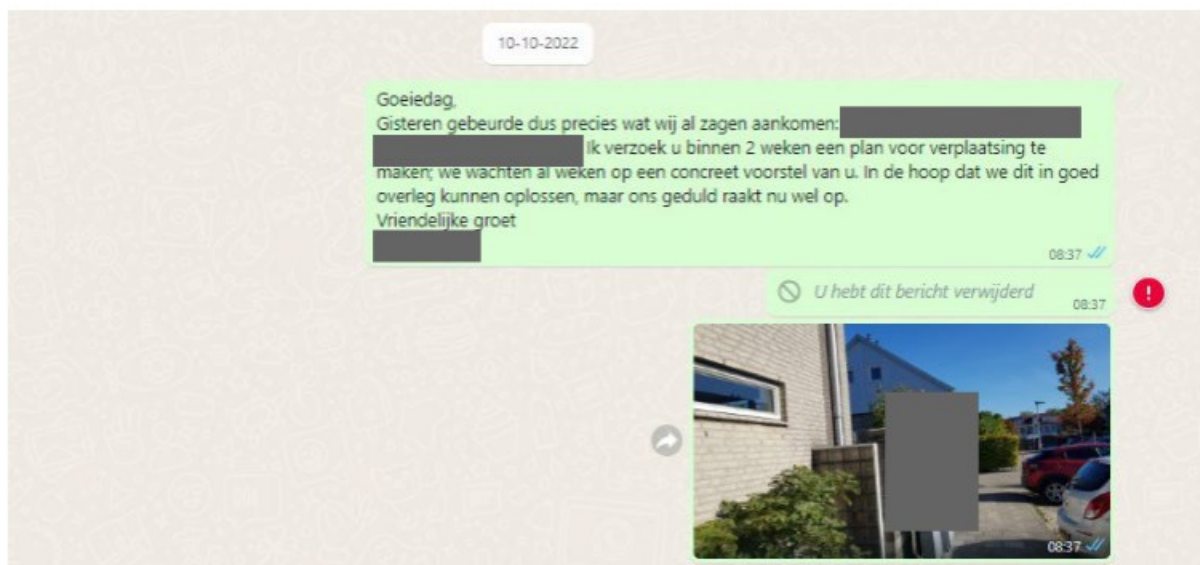 10-10-2022
Goeiedag,
Gisteren gebeurde dus precies wat wij al zagen aankomen:
Ik verzoek u binnen 2 weken een plan voor verplaatsing te
maken; we wachten al weken op een concreet voorstel van u. In de hoop dat we dit in goed
overleg kunnen oplossen, maar ons geduld raakt nu wel op.
Vriendelijke groet
08:37
U hebt dit bericht verwijderd
08:37
08:37